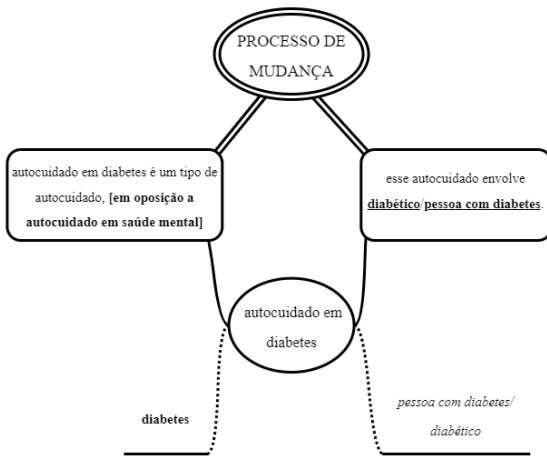 PROCESSO DE
MUDANÇA
autocuidado em diabetes é um tipo de
autocuidado, [em oposição a
autocuidado em saúde mental]
esse autocuidado envolve
diabético/pessoa com diabetes.
autocuidado em
diabetes
diabetes
pessoa com diabetes/
diabético